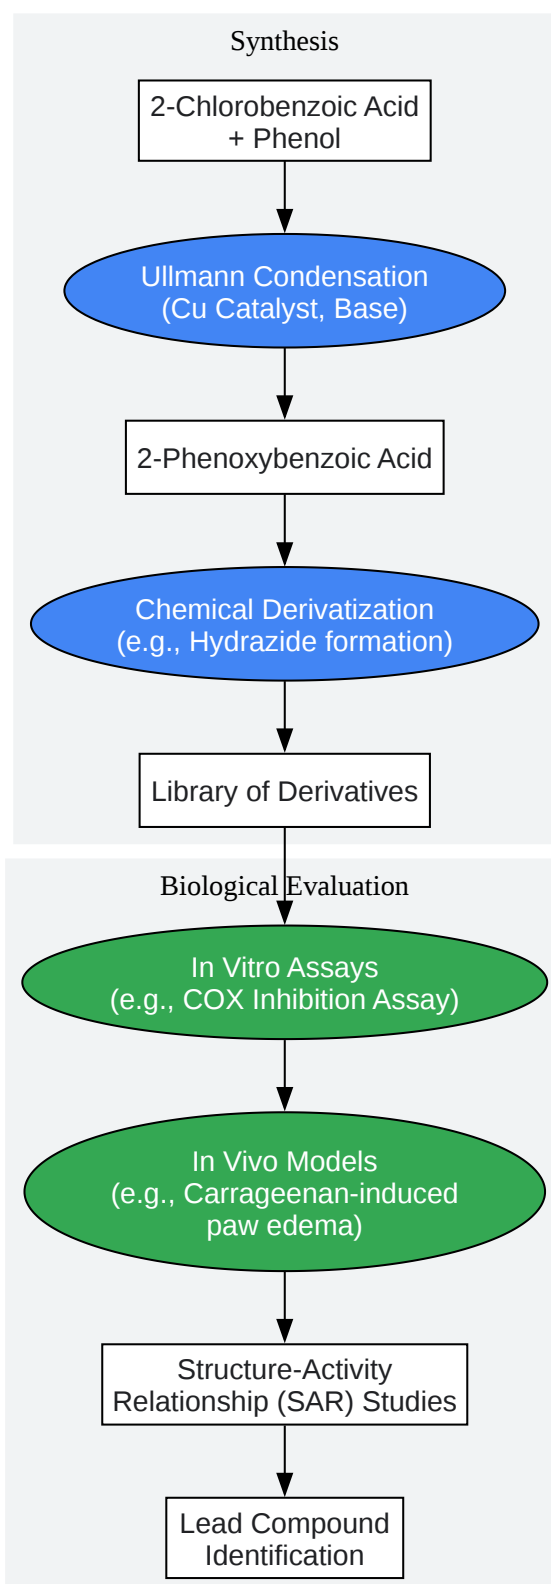 Synthesis
2-Chlorobenzoic Acid
+ Phenol
Ullmann Condensation
(Cu Catalyst, Base)
2-Phenoxybenzoic Acid
Chemical Derivatization
(e.g., Hydrazide formation)
Library of Derivatives
Biological Evaluation
In Vitro Assays
(e.g., COX Inhibition Assay)
In Vivo Models
(e.g., Carrageenan-induced
paw edema)
Structure-Activity
Relationship (SAR) Studies
Lead Compound
Identification